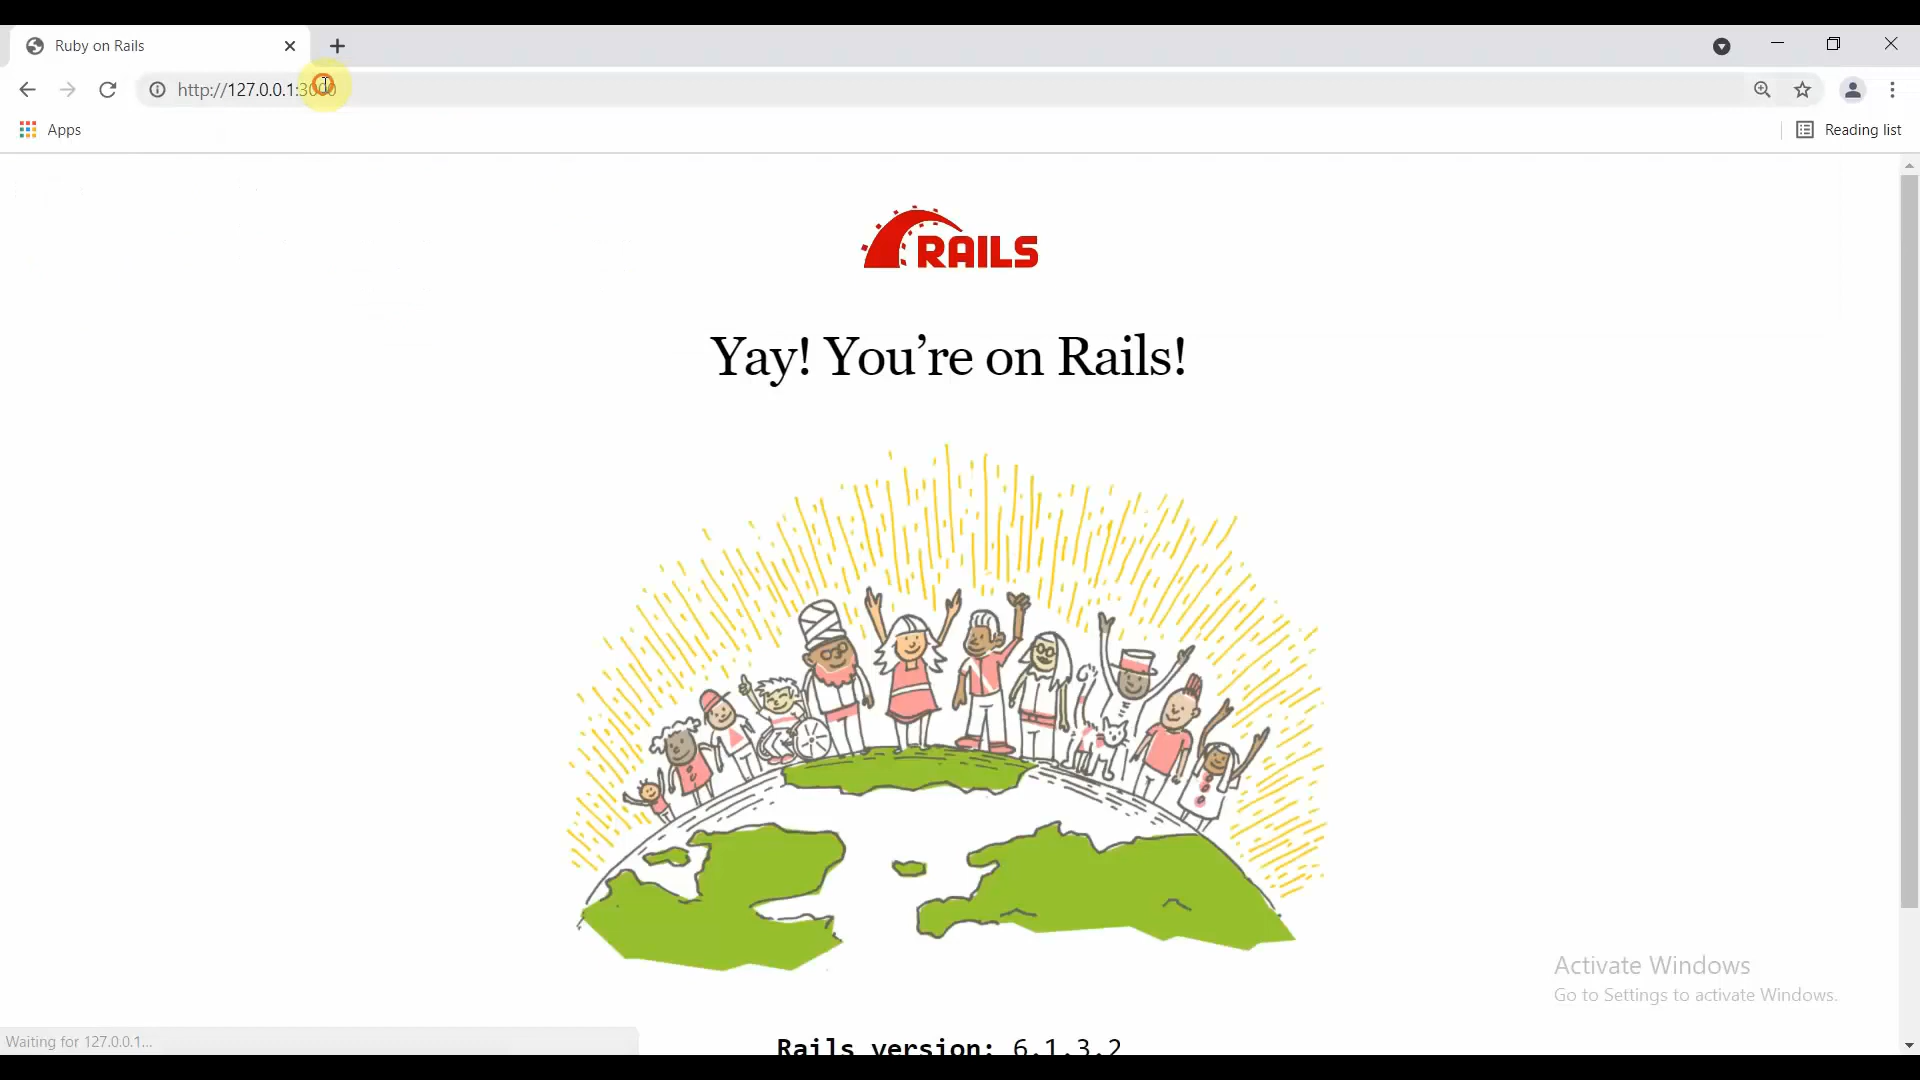 Ruby on Rails
http://127.0.0.1:3000
Apps
Reading list
RAILS
Yay! You’re on Rails!
Activate Windows
Go to Settings to activate Windows.
Waiting for 127.0.0.1...
Rails version: 6.1.3.2